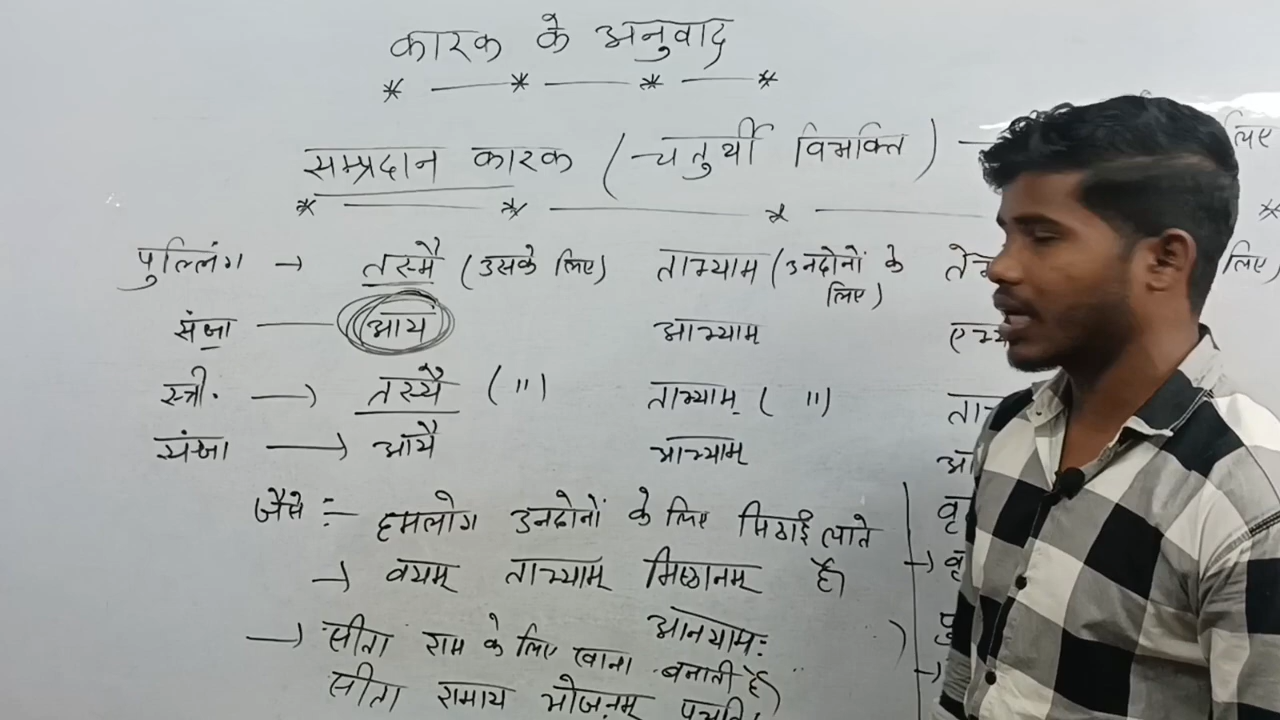 कारक के अनुवाद
सम्प्रदान कारक (चतुर्थी विभक्ति) — लिए
पुल्लिंग → तस्मै (उसके लिए) ताभ्याम (उनदोनों के लिए) लिए)
संज्ञा — आय आभ्याम्
स्त्री. → तस्यै ( " ) ताभ्याम् ( " )
संज्ञा → आयै आभ्याम्
जैसे :- हमलोग उनदोनों के लिए मिठाई लाते हैं
→ वयम् ताभ्याम् मिष्ठानम् आनयामः
→ सीता राम के लिए खाना बनाती है
सीता रामाय भोजनम् पचति।